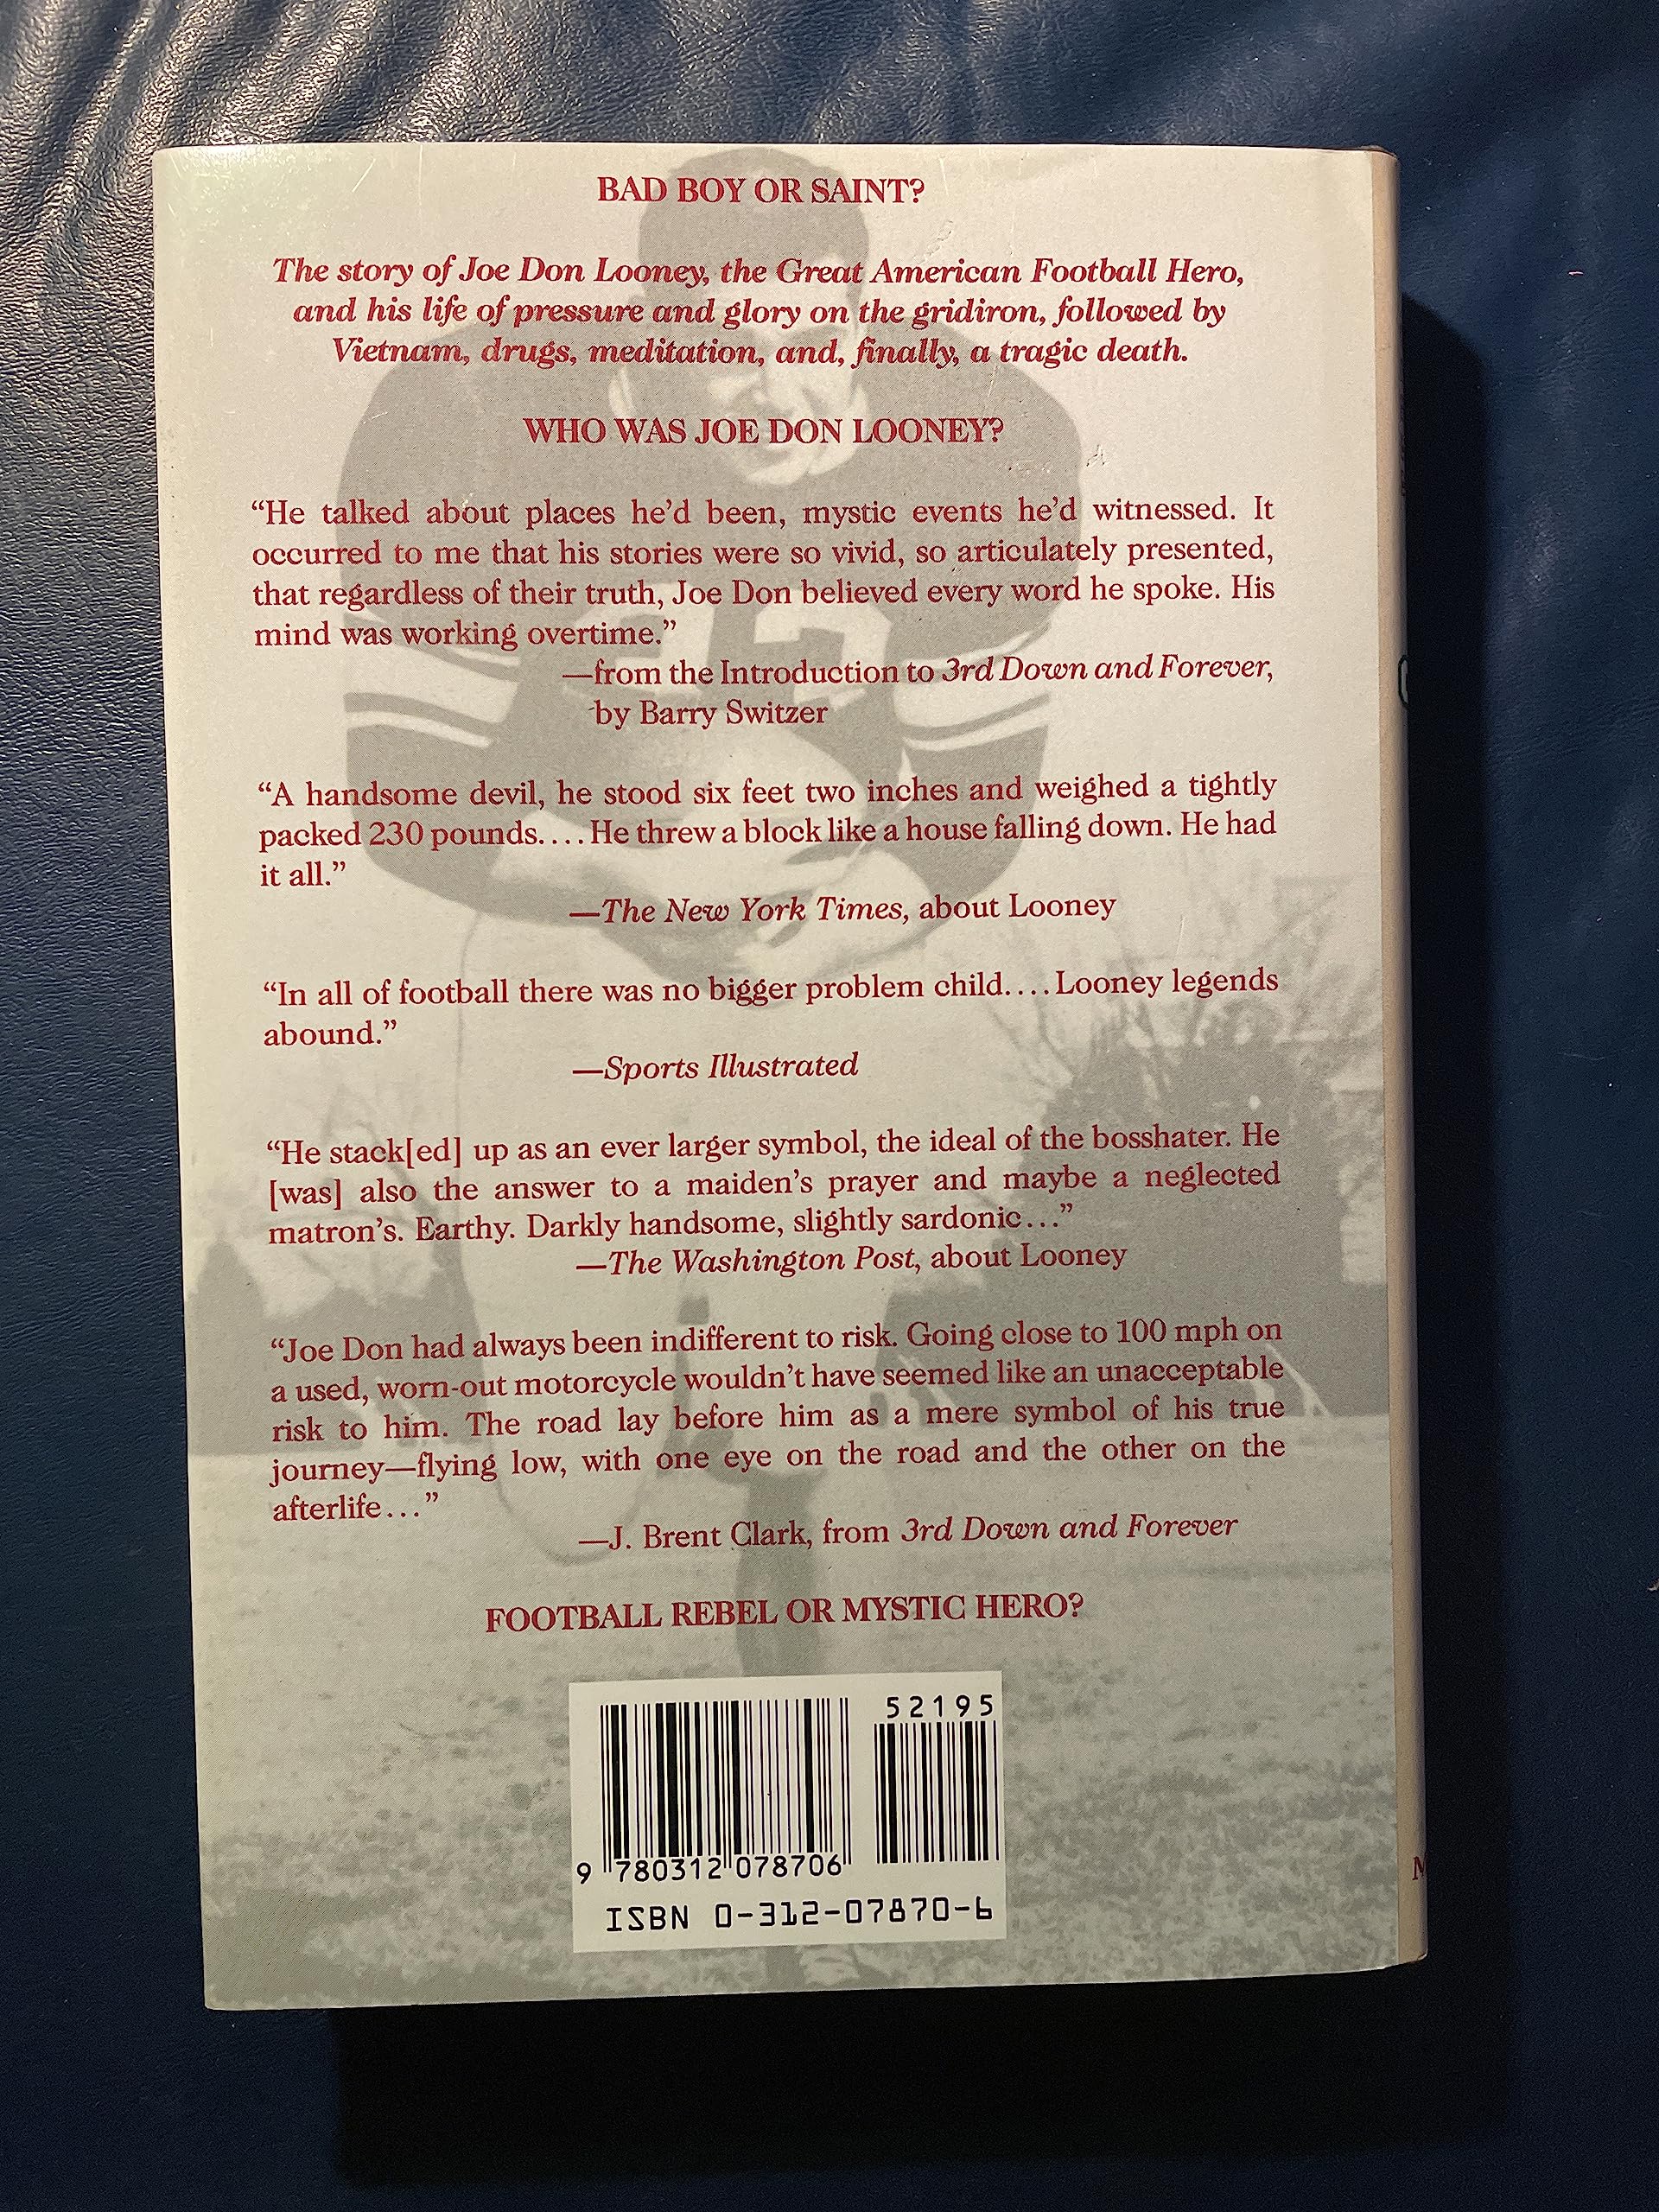 BAD BOY OR SAINT?
The story of Joe Don Looney, the Great American Football Hero,
and his life of pressure and glory on the gridiron, followed by
Vietnam, drugs, meditation, and, finally, a tragic death.
WHO WAS JOE DON LOONEY?
“He talked about places he’d been, mystic events he’d witnessed. It
occurred to me that his stories were so vivid, so articulately presented,
that regardless of their truth, Joe Don believed every word he spoke. His
mind was working overtime.”
—from the Introduction to 3rd Down and Forever,
by Barry Switzer
“A handsome devil, he stood six feet two inches and weighed a tightly
packed 230 pounds.... He threw a block like a house falling down. He had
it all.”
—The New York Times, about Looney
“In all of football there was no bigger problem child.... Looney legends
abound.”
—Sports Illustrated
“He stack[ed] up as an ever larger symbol, the ideal of the bosshater. He
[was] also the answer to a maiden’s prayer and maybe a neglected
matron’s. Earthy. Darkly handsome, slightly sardonic...”
—The Washington Post, about Looney
“Joe Don had always been indifferent to risk. Going close to 100 mph on
a used, worn-out motorcycle wouldn’t have seemed like an unacceptable
risk to him. The road lay before him as a mere symbol of his true
journey—flying low, with one eye on the road and the other on the
afterlife...”
—J. Brent Clark, from 3rd Down and Forever
FOOTBALL REBEL OR MYSTIC HERO?
52195
9 780312 078706
ISBN 0-312-07870-6